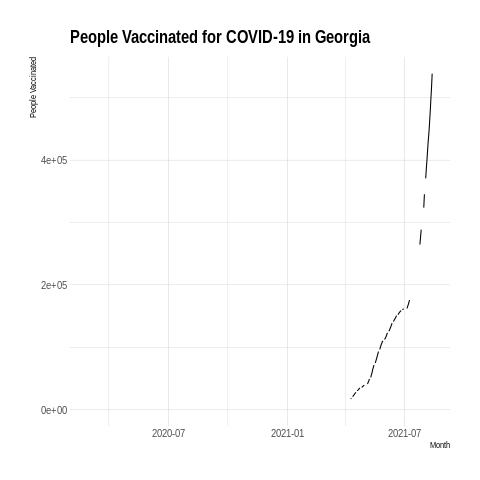 People Vaccinated for COVID-19 in Georgia
People Vaccinated
4e+05
2e+05
0e+00
2020-07
2021-01
2021-07
Month